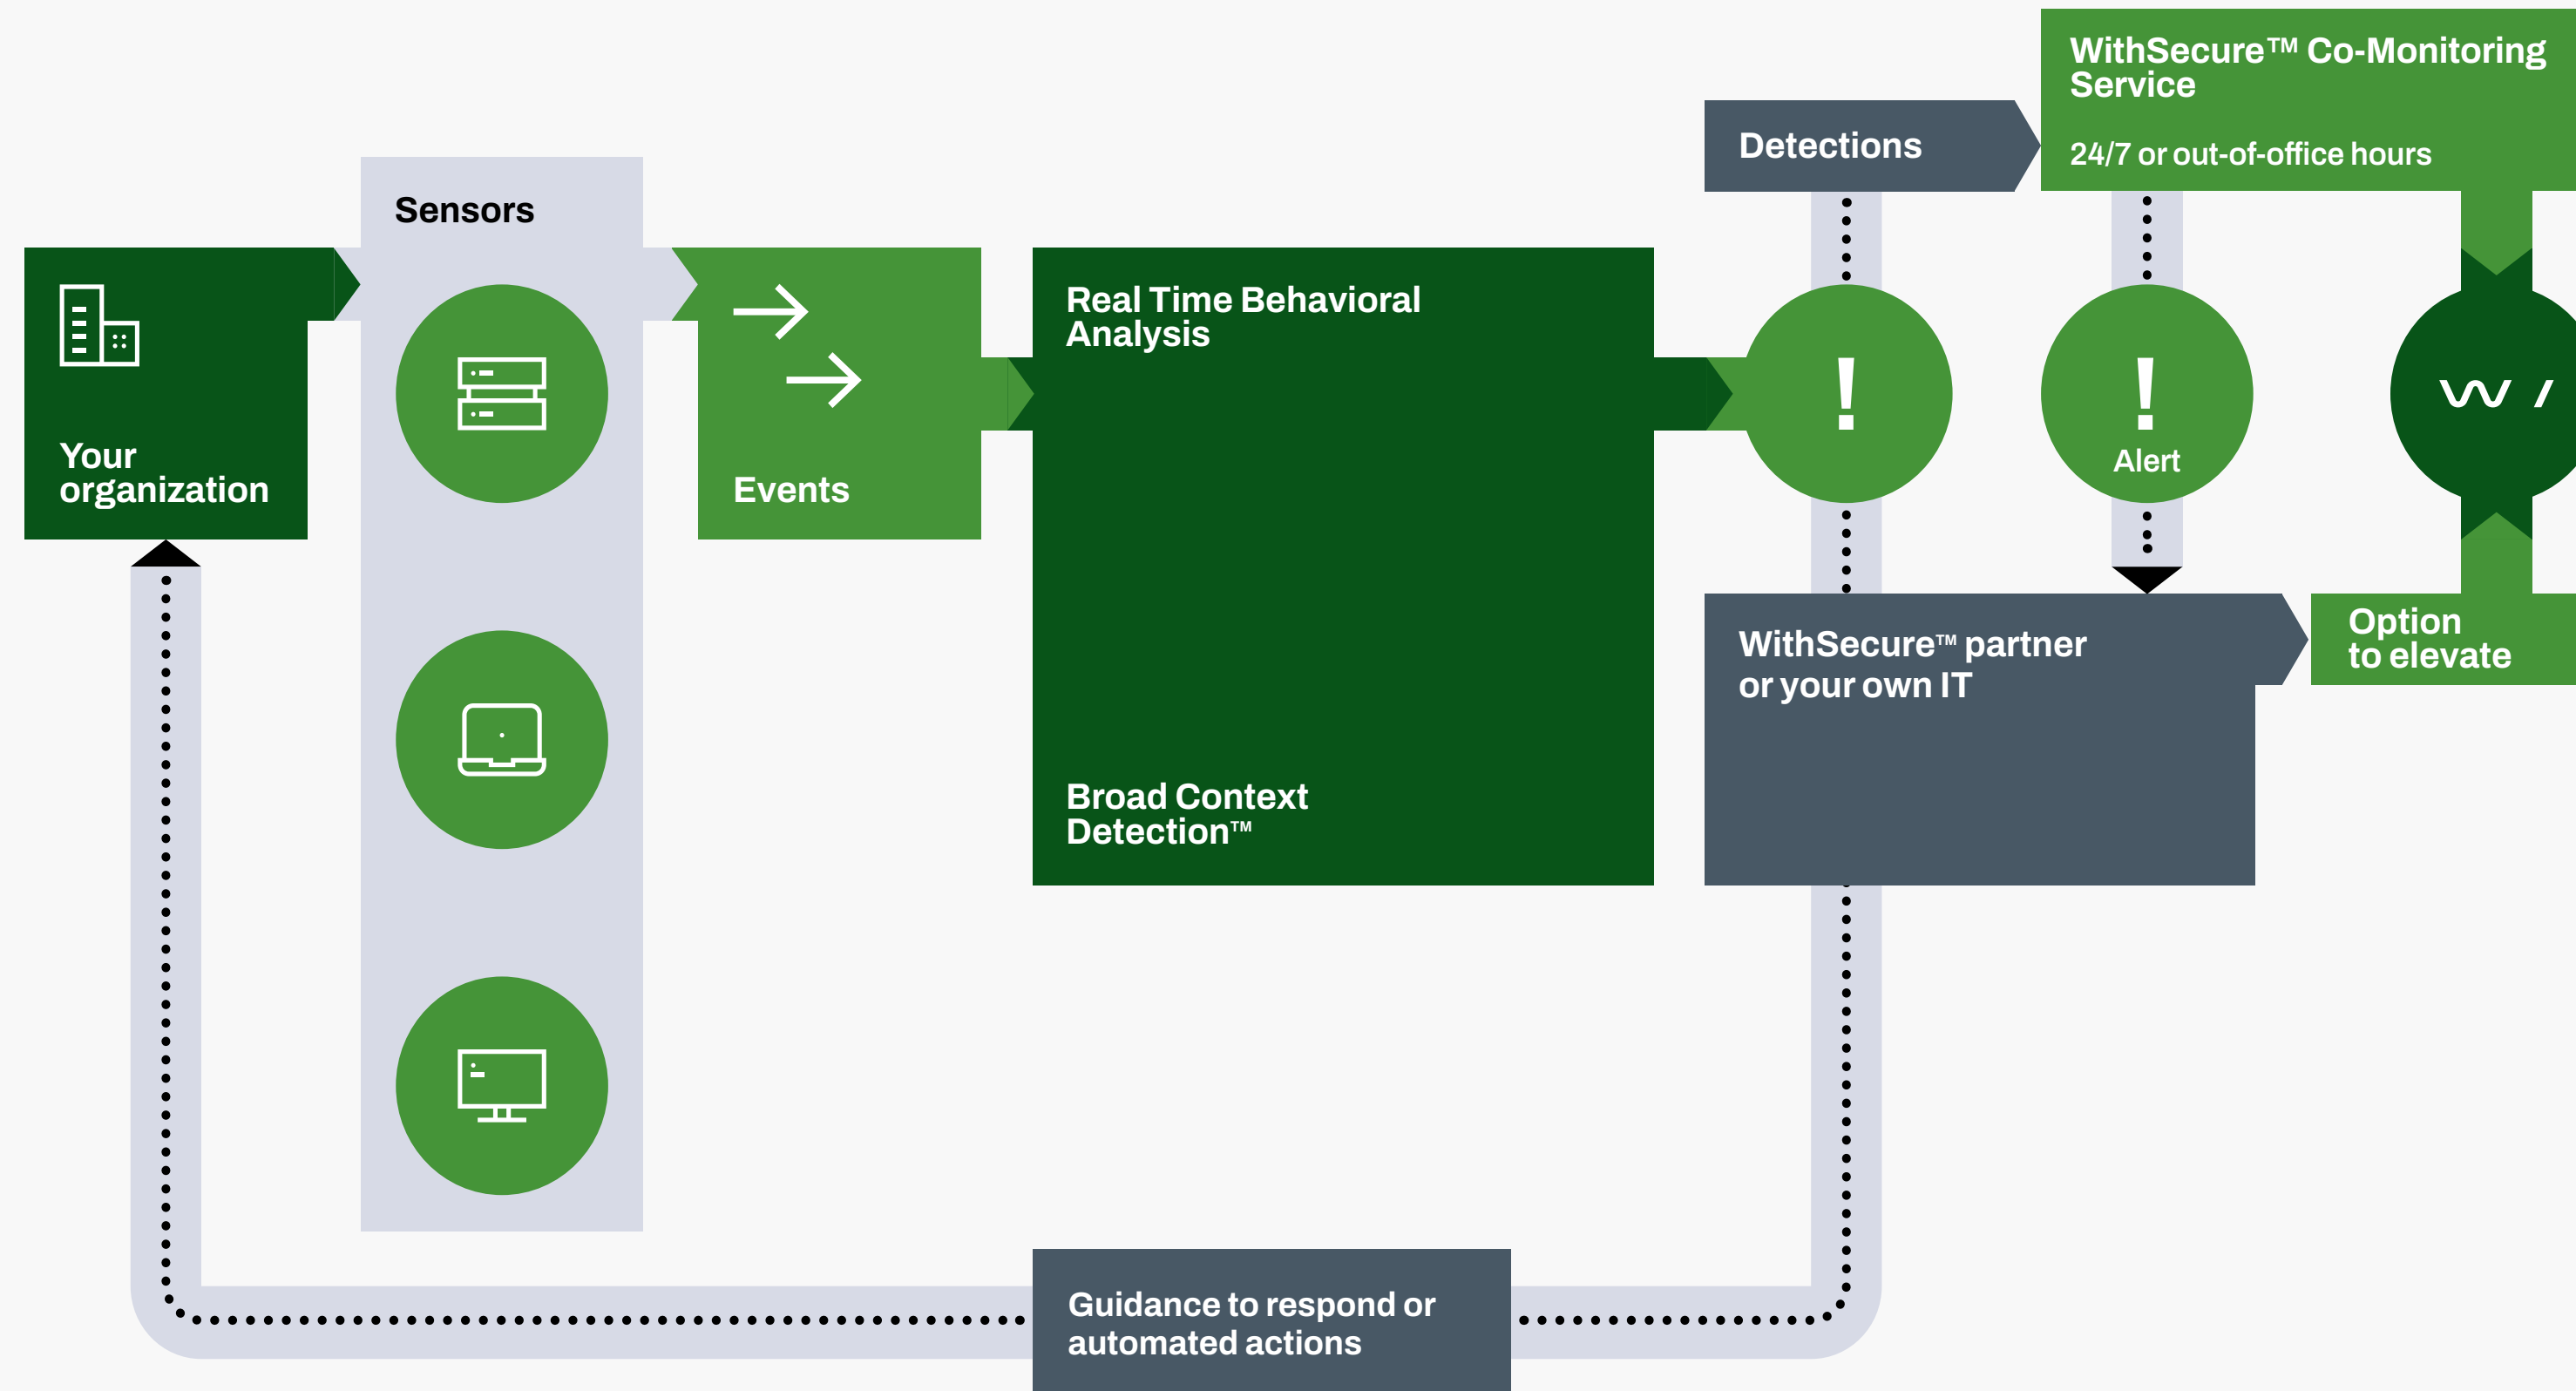 WithSecure™ Co-Monitoring
Service
24/7 or out-of-office hours
Detections
Sensors
Your
organization
Events
Real Time Behavioral
Analysis
Broad Context
Detection™
Alert
WithSecure™ partner
or your own IT
Option
to elevate
Guidance to respond or
automated actions